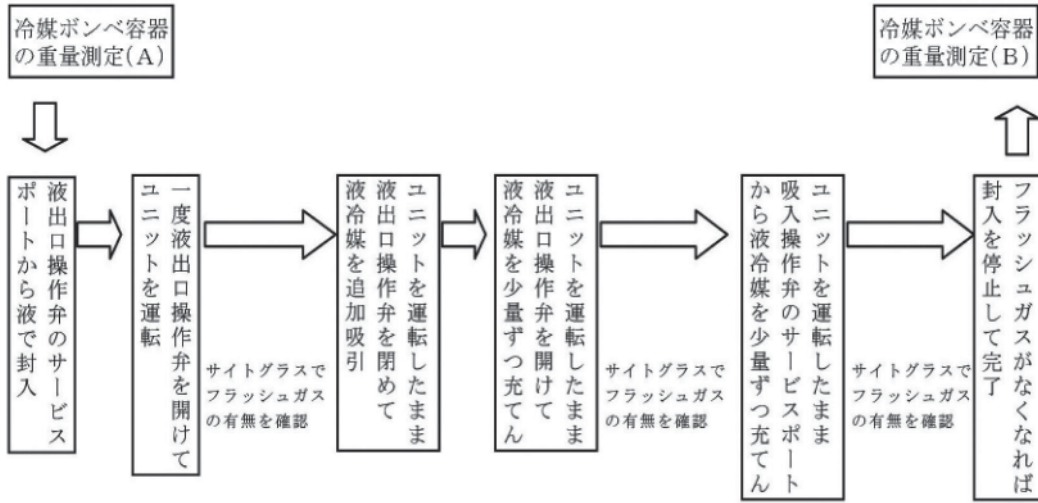 冷媒ボンベ容器
の重量測定(A)
液出口操作弁のサービス
ポートから液で封入
一度液出口操作弁を開けて
ユニットを運転
サイトグラスで
フラッシュガス
の有無を確認
ユニットを運転したまま
液出口操作弁を閉めて
液冷媒を追加吸引
ユニットを運転したまま
液出口操作弁を開けて
液冷媒を少量ずつ充てん
サイトグラスで
フラッシュガス
の有無を確認
ユニットを運転したまま
吸入操作弁のサービスポート
から液冷媒を少量ずつ充てん
サイトグラスで
フラッシュガス
の有無を確認
フラッシュガスがなくなれば
封入を停止して完了
冷媒ボンベ容器
の重量測定(B)